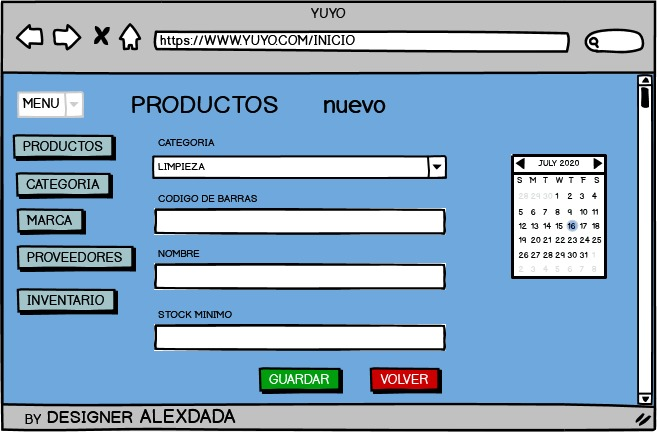 YUYO
https://WWW.YUYO.COM/INICIO
MENU
PRODUCTOS nuevo
PRODUCTOS
CATEGORIA
MARCA
PROVEEDORES
INVENTARIO
CATEGORIA
LIMPIEZA
CODIGO DE BARRAS
NOMBRE
STOCK MINIMO
GUARDAR VOLVER
JULY 2020
S M T W T F S
28 29 30 1 2 3 4
5 6 7 8 9 10 11
12 13 14 15 16 17 18
19 20 21 22 23 24 25
26 27 28 29 30 31 1
2 3 4 5 6 7 8
BY DESIGNER ALEXDADA